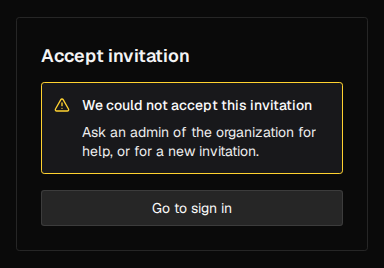 Accept invitation
We could not accept this invitation
Ask an admin of the organization for
help, or for a new invitation.
Go to sign in